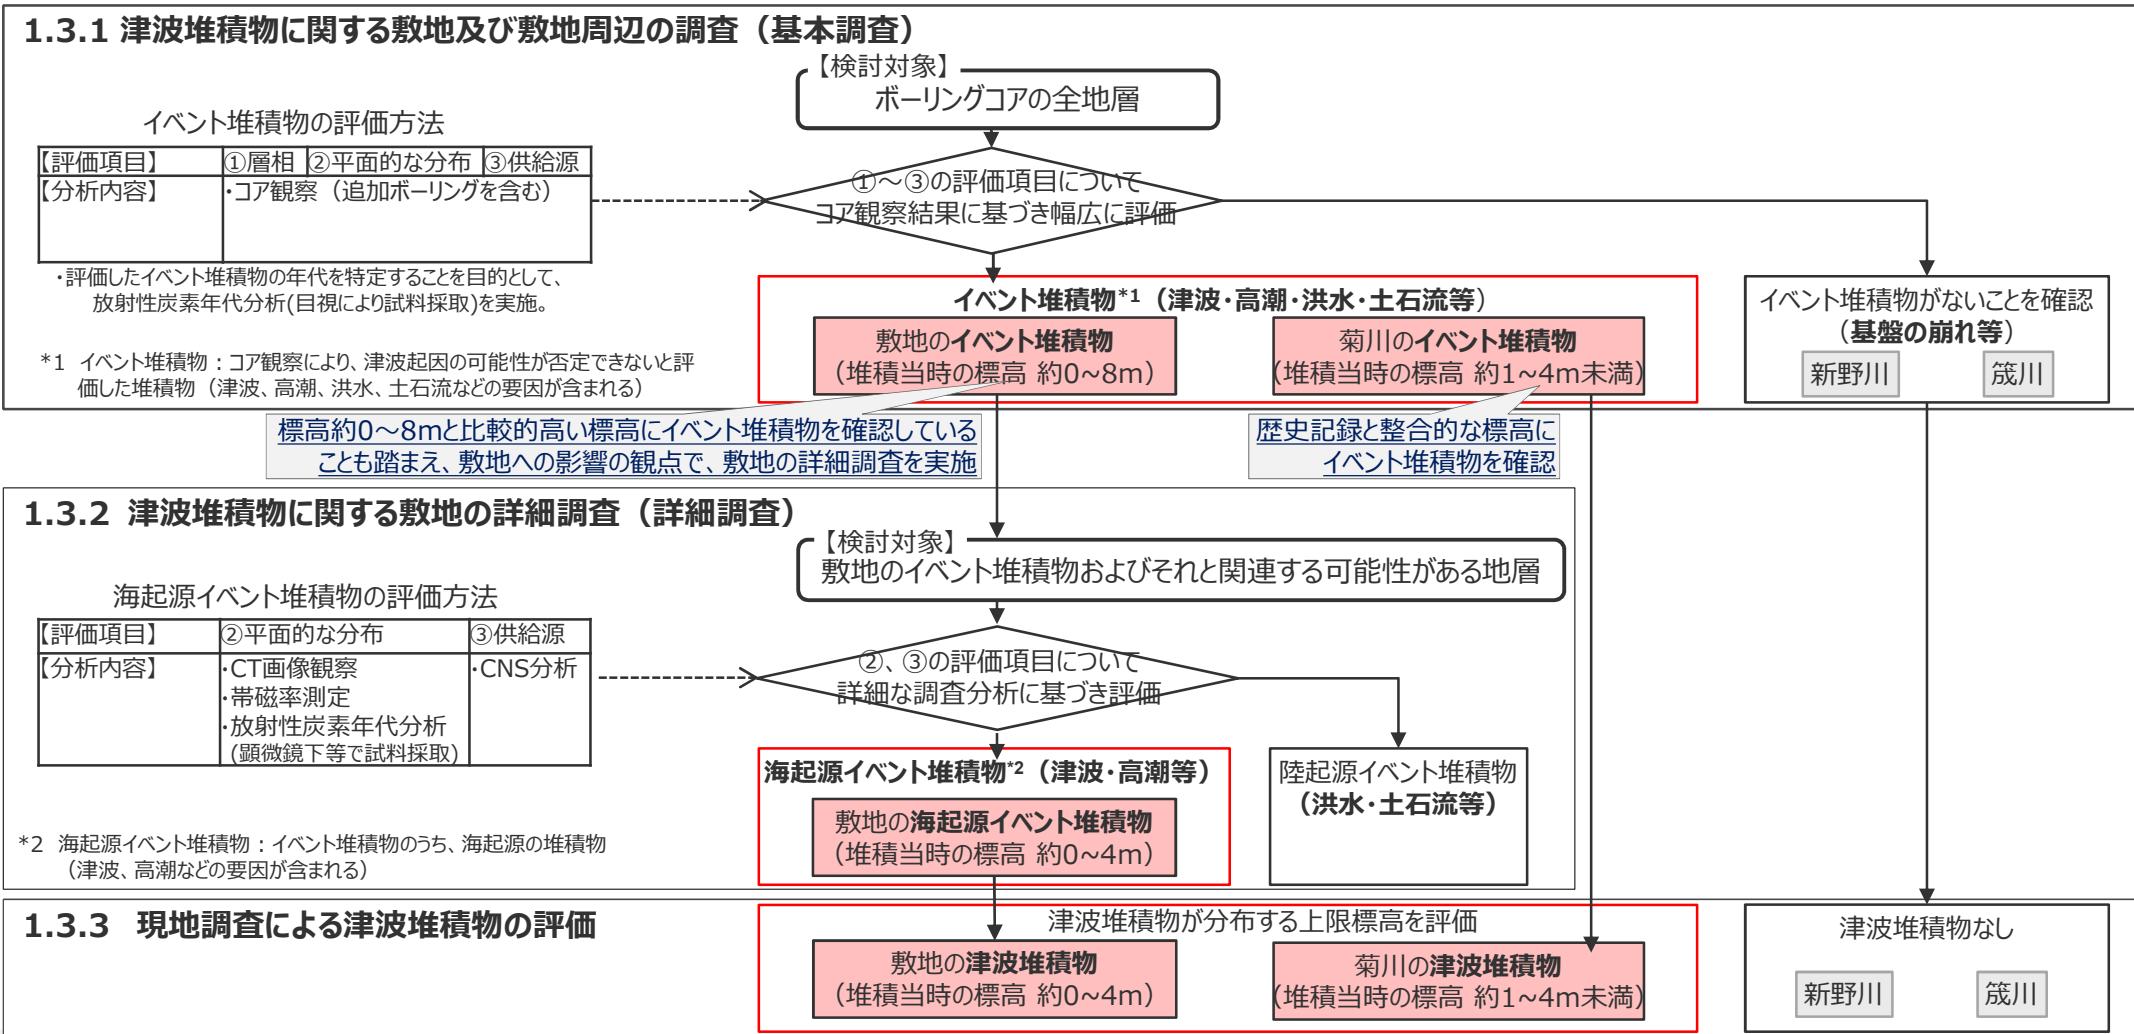 1.3.1 津波堆積物に関する敷地及び敷地周辺の調査（基本調査）
【検討対象】
ボーリングコアの全地層
イベント堆積物の評価方法
【評価項目】 ①層相 ②平面的な分布 ③供給源
【分析内容】 ・コア観察（追加ボーリングを含む）
①～③の評価項目について
コア観察結果に基づき幅広に評価
・評価したイベント堆積物の年代を特定することを目的として、
放射性炭素年代分析(目視により試料採取)を実施。
*1 イベント堆積物：コア観察により、津波起因の可能性が否定できないと評
価した堆積物（津波、高潮、洪水、土石流などの要因が含まれる）
イベント堆積物*1（津波・高潮・洪水・土石流等）
敷地のイベント堆積物
（堆積当時の標高 約0~8m）
菊川のイベント堆積物
（堆積当時の標高 約1~4m未満）
イベント堆積物がないことを確認
（基盤の崩れ等）
新野川 筬川
標高約0～8mと比較的高い標高にイベント堆積物を確認している
ことも踏まえ、敷地への影響の観点で、敷地の詳細調査を実施
歴史記録と整合的な標高に
イベント堆積物を確認
1.3.2 津波堆積物に関する敷地の詳細調査（詳細調査）
【検討対象】
敷地のイベント堆積物およびそれと関連する可能性がある地層
海起源イベント堆積物の評価方法
【評価項目】 ②平面的な分布 ③供給源
【分析内容】 ・CT画像観察 ・CNS分析
・帯磁率測定
・放射性炭素年代分析
(顕微鏡下等で試料採取)
②、③の評価項目について
詳細な調査分析に基づき評価
海起源イベント堆積物*2（津波・高潮等）
敷地の海起源イベント堆積物
（堆積当時の標高 約0~4m）
陸起源イベント堆積物
（洪水・土石流等）
*2 海起源イベント堆積物：イベント堆積物のうち、海起源の堆積物
（津波、高潮などの要因が含まれる）
1.3.3 現地調査による津波堆積物の評価
津波堆積物が分布する上限標高を評価
敷地の津波堆積物
（堆積当時の標高 約0~4m）
菊川の津波堆積物
（堆積当時の標高 約1~4m未満）
津波堆積物なし
新野川 筬川